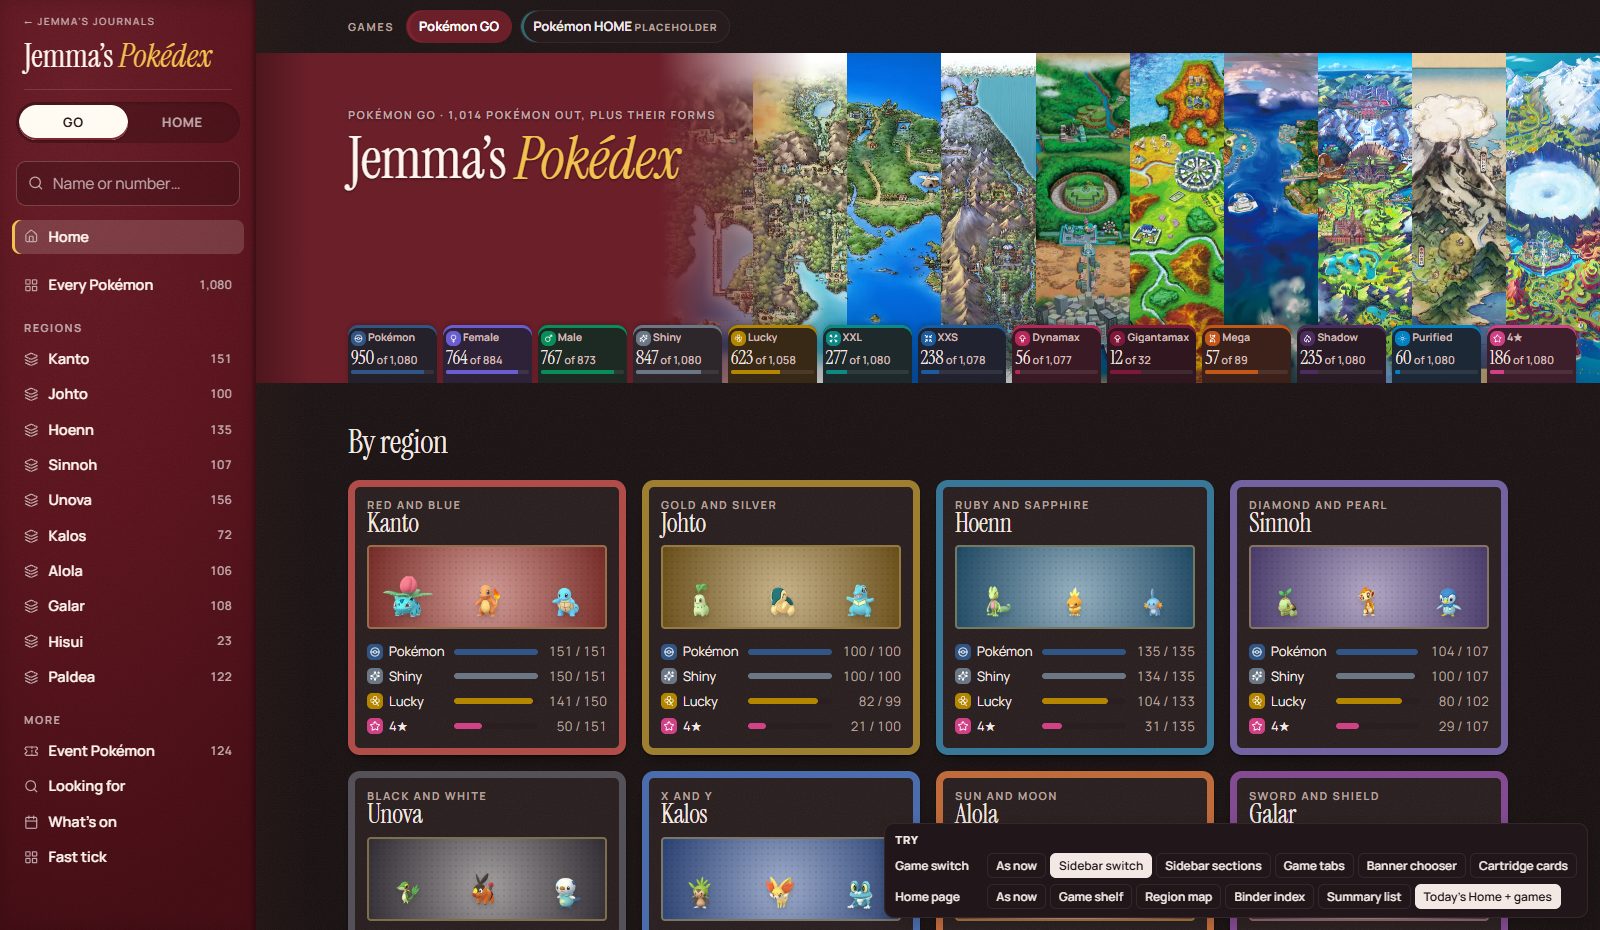 ← JEMMA'S JOURNALS
Jemma's Pokédex
GO HOME
Name or number...
Home
Every Pokémon 1,080
REGIONS
Kanto 151
Johto 100
Hoenn 135
Sinnoh 107
Unova 156
Kalos 72
Alola 106
Galar 108
Hisui 23
Paldea 122
MORE
Event Pokémon 124
Looking for
What's on
Fast tick
GAMES Pokémon GO Pokémon HOME PLACEHOLDER
POKÉMON GO · 1,014 POKÉMON OUT, PLUS THEIR FORMS
Jemma's Pokédex
Pokémon
950 of 1,080
Female
764 of 884
Male
767 of 873
Shiny
847 of 1,080
Lucky
623 of 1,058
XXL
277 of 1,080
XXS
238 of 1,078
Dynamax
56 of 1,077
Gigantamax
12 of 32
Mega
57 of 89
Shadow
235 of 1,080
Purified
60 of 1,080
4★
186 of 1,080
By region
RED AND BLUE
Kanto
Pokémon 151 / 151
Shiny 150 / 151
Lucky 141 / 150
4★ 50 / 151
GOLD AND SILVER
Johto
Pokémon 100 / 100
Shiny 100 / 100
Lucky 82 / 99
4★ 21 / 100
RUBY AND SAPPHIRE
Hoenn
Pokémon 135 / 135
Shiny 134 / 135
Lucky 104 / 133
4★ 31 / 135
DIAMOND AND PEARL
Sinnoh
Pokémon 104 / 107
Shiny 100 / 107
Lucky 80 / 102
4★ 29 / 107
BLACK AND WHITE
Unova
X AND Y
Kalos
SUN AND MOON
Alola
SWORD AND SHIELD
Galar
TRY
Game switch As now Sidebar switch Sidebar sections Game tabs Banner chooser Cartridge cards
Home page As now Game shelf Region map Binder index Summary list Today's Home + games